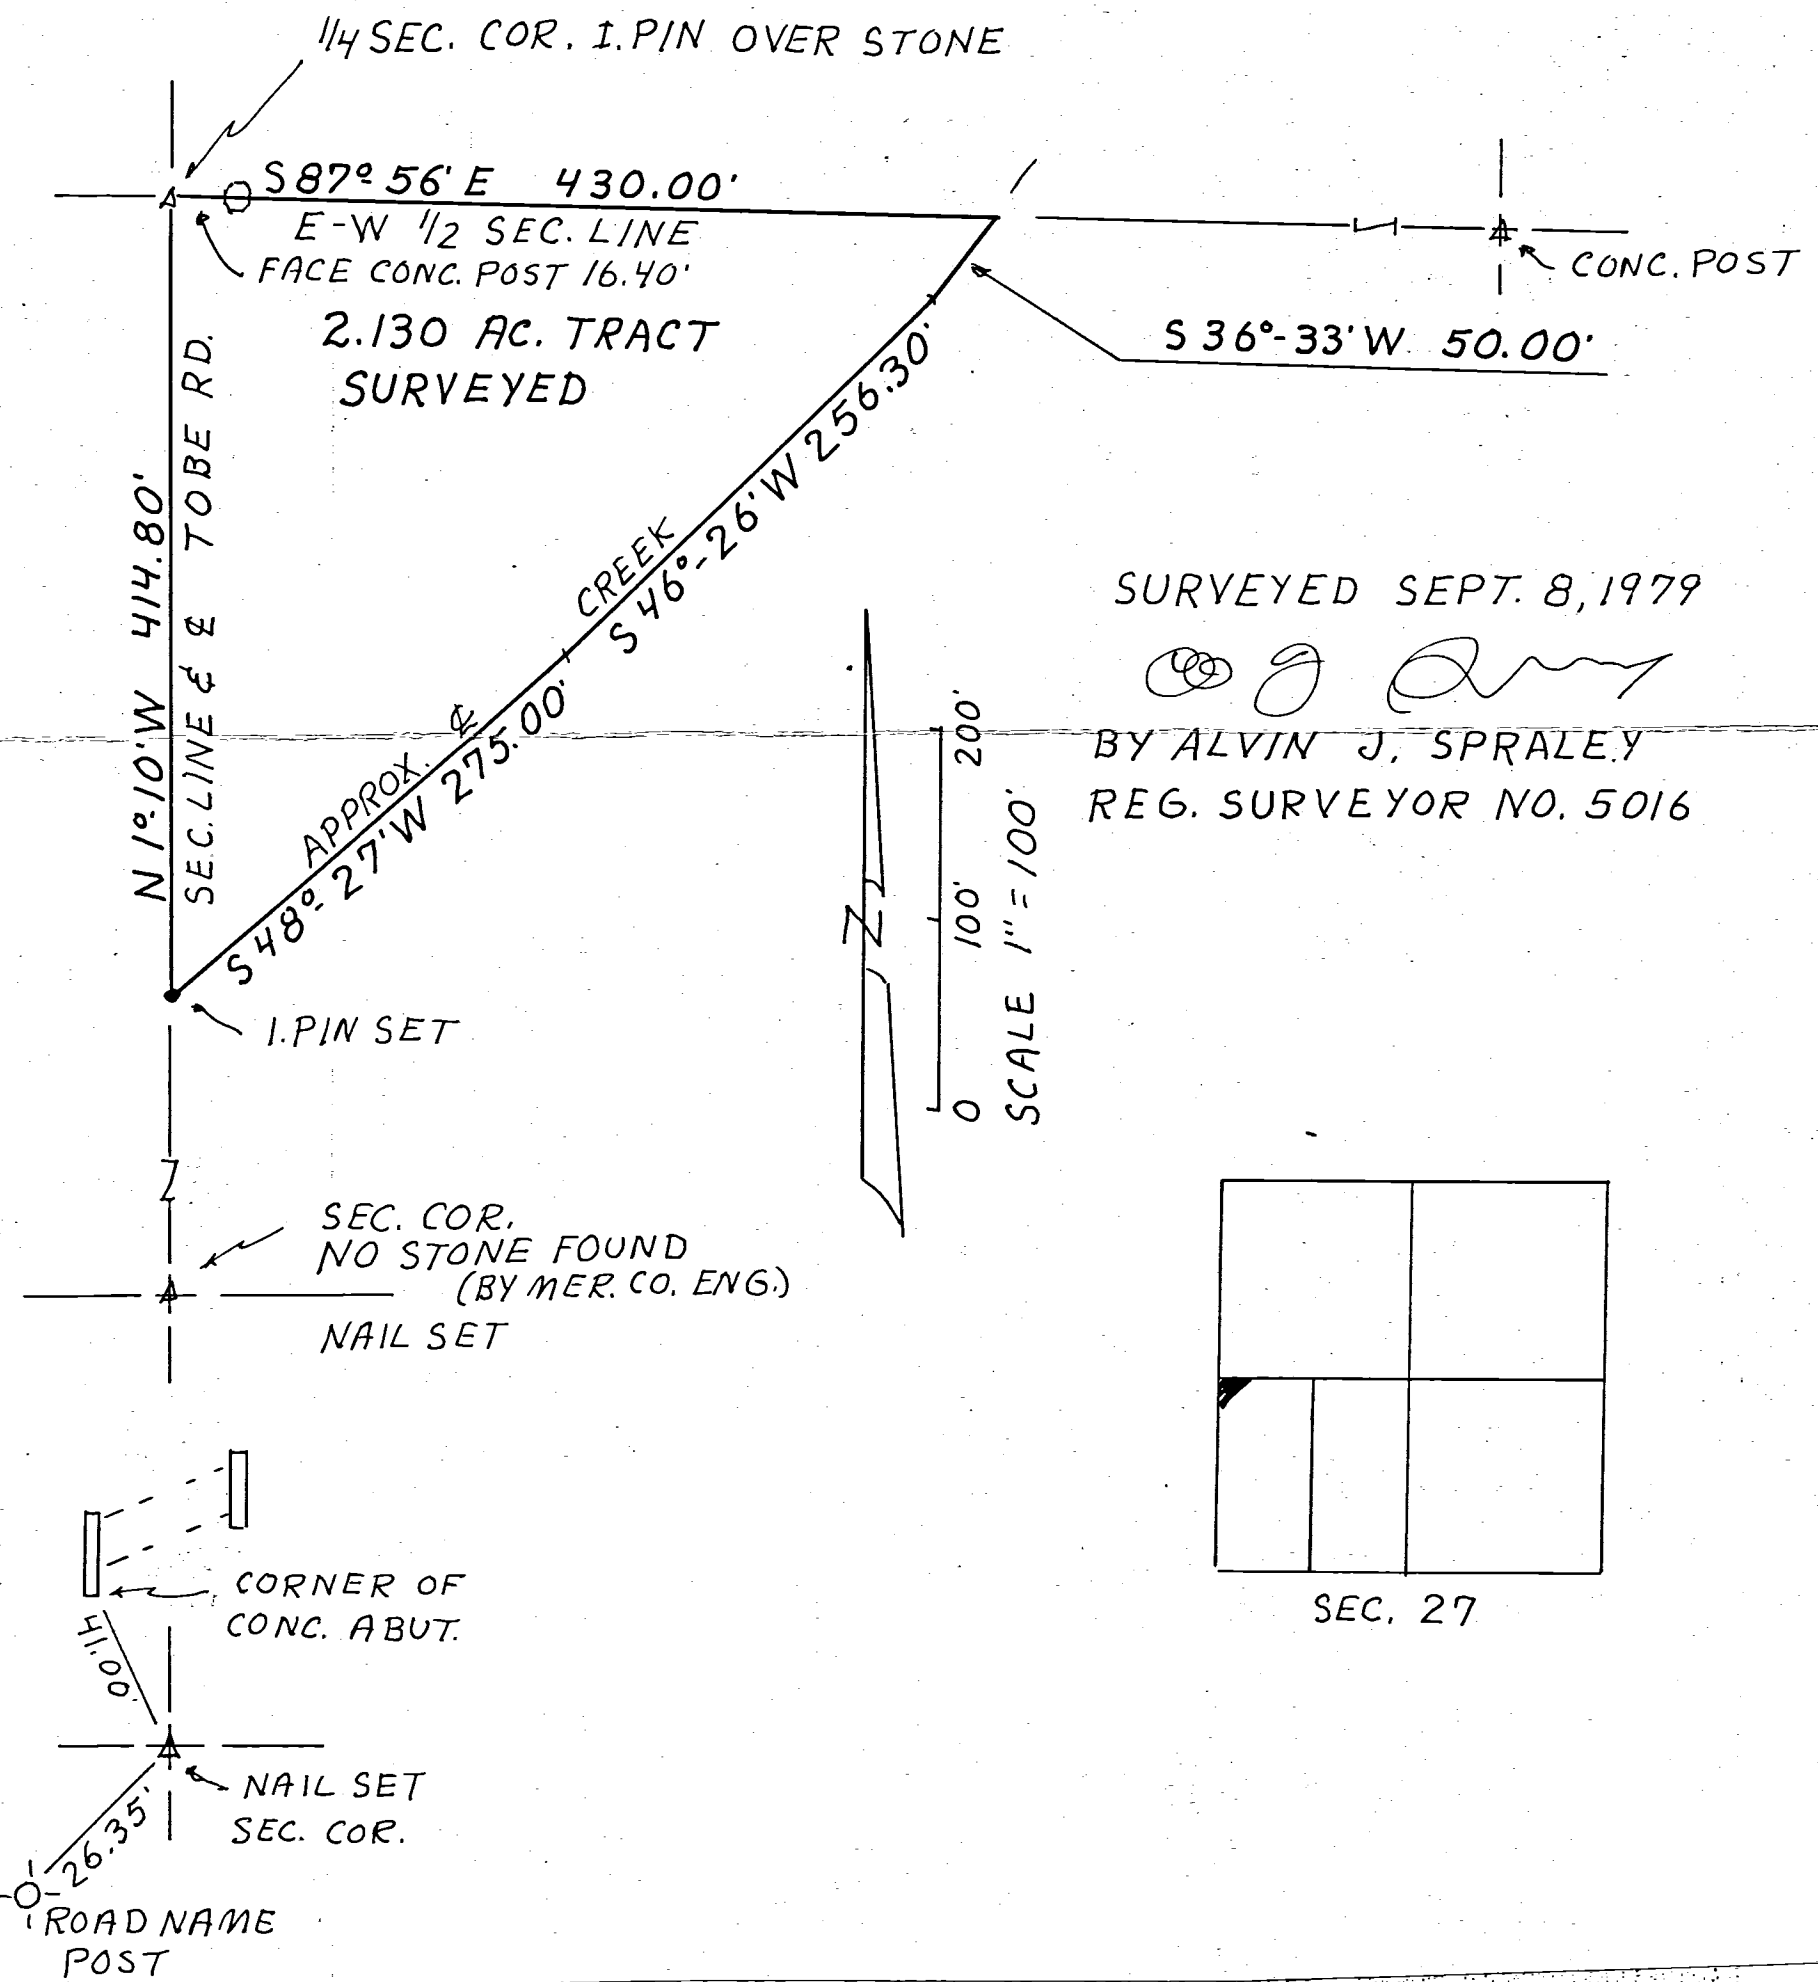 1/4 SEC. COR. I.PIN OVER STONE
S 87° 56' E 430.00'
E-W 1/2 SEC. LINE
FACE CONC. POST 16.40'
CONC. POST
2.130 AC. TRACT
SURVEYED
S 36°-33' W 50.00'
N 1°-10' W 414.80'
SEC. LINE & ℄ TOBE RD.
S 46°-26' W 256.30'
APPROX. ℄ CREEK
S 48°-27' W 275.00'
I.PIN SET
SURVEYED SEPT. 8, 1979
BY ALVIN J. SPRALEY
REG. SURVEYOR NO. 5016
N
0 100' 200'
SCALE 1" = 100'
SEC. COR.
NO STONE FOUND
(BY MER. CO. ENG.)
NAIL SET
CORNER OF
CONC. ABUT.
41.00'
NAIL SET
SEC. COR.
26.35'
ROAD NAME
POST
SEC. 27